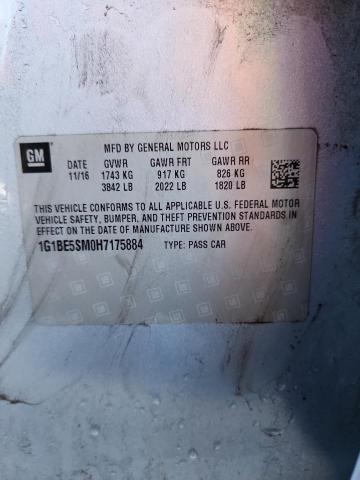 GM
MFD BY GENERAL MOTORS LLC
DATE GVWR GAWR FRT GAWR RR
11/16 1743 KG 917 KG 826 KG
3842 LB 2022 LB 1820 LB
THIS VEHICLE CONFORMS TO ALL APPLICABLE U.S. FEDERAL MOTOR
VEHICLE SAFETY, BUMPER, AND THEFT PREVENTION STANDARDS IN
EFFECT ON THE DATE OF MANUFACTURE SHOWN ABOVE.
1G1BE5SM0H7175884 TYPE: PASS CAR